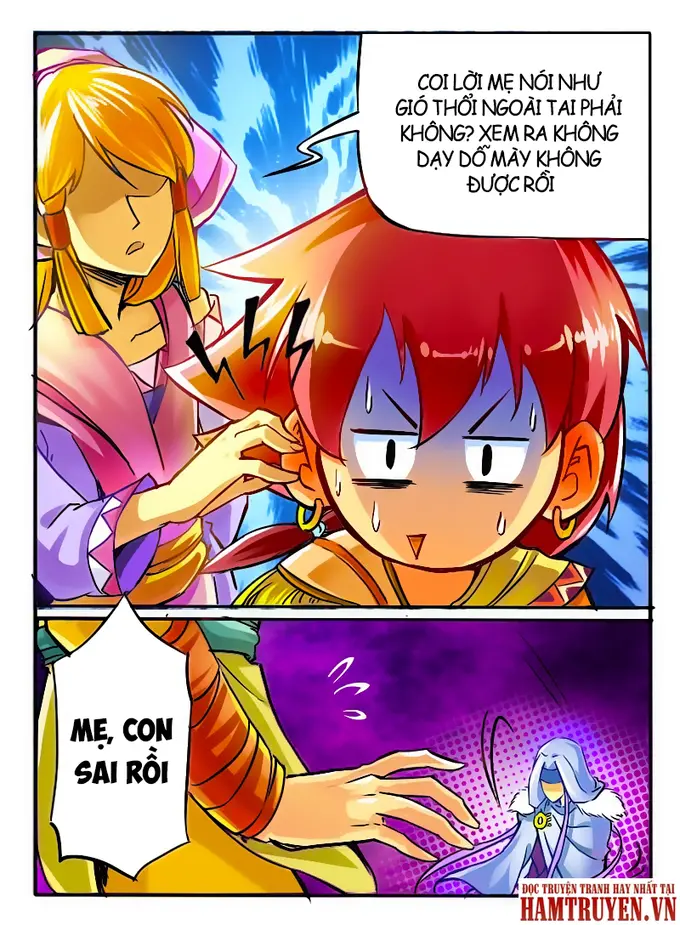 COI LỜI MẸ NÓI NHƯ
GIÓ THỔI NGOÀI TAI PHẢI
KHÔNG? XEM RA KHÔNG
DẠY DỖ MÀY KHÔNG
ĐƯỢC RỒI
MẸ, CON
SAI RỒI
ĐỌC TRUYỆN TRANH HAY NHẤT TẠI
HAMTRUYEN.VN